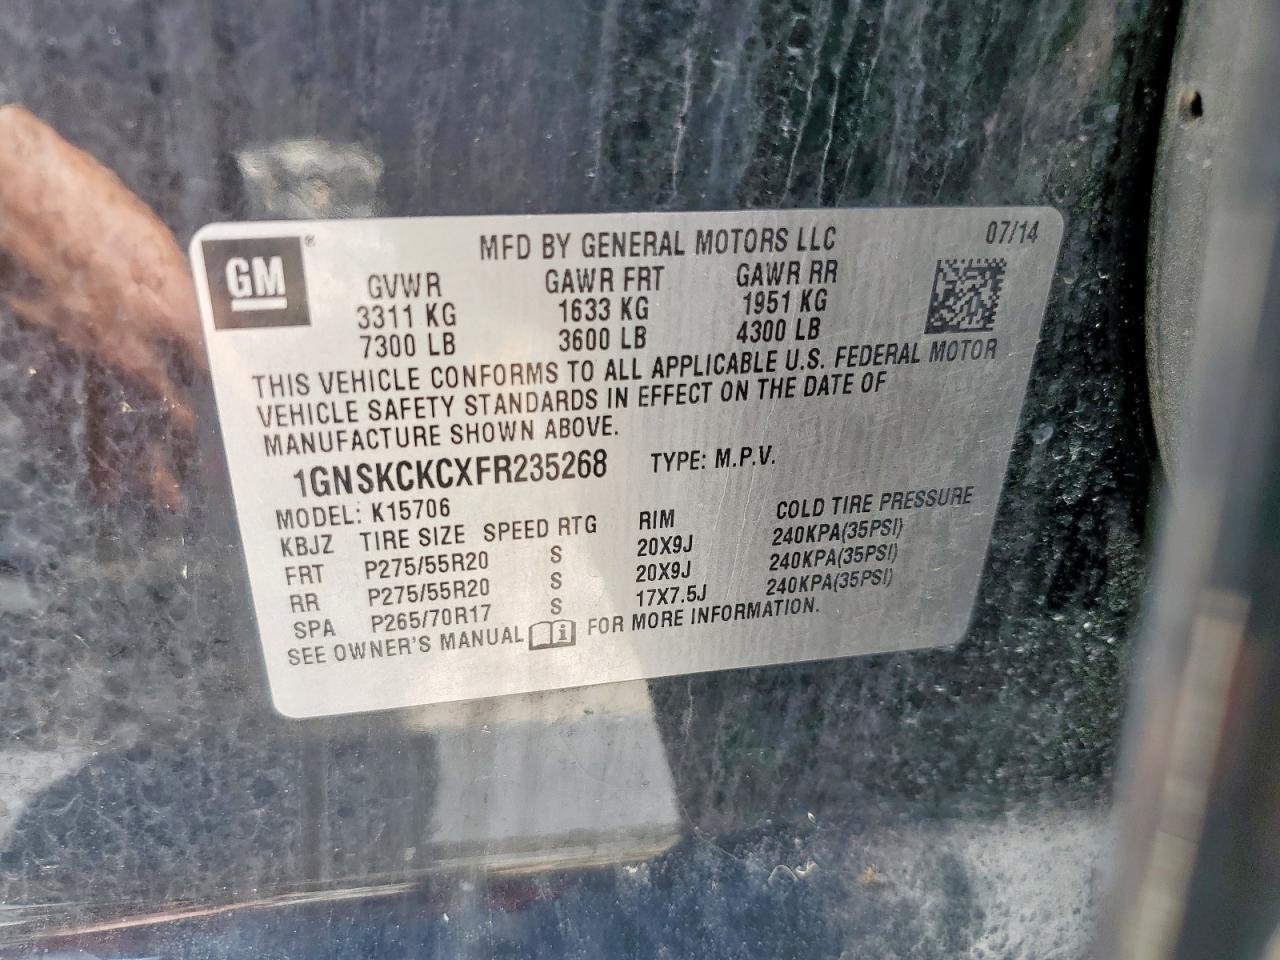 GM®
MFD BY GENERAL MOTORS LLC 07/14
GVWR GAWR FRT GAWR RR
3311 KG 1633 KG 1951 KG
7300 LB 3600 LB 4300 LB
THIS VEHICLE CONFORMS TO ALL APPLICABLE U.S. FEDERAL MOTOR
VEHICLE SAFETY STANDARDS IN EFFECT ON THE DATE OF
MANUFACTURE SHOWN ABOVE.
1GNSKCKCXFR235268 TYPE: M.P.V.
MODEL: K15706
KBJZ TIRE SIZE SPEED RTG RIM COLD TIRE PRESSURE
FRT P275/55R20 S 20X9J 240KPA(35PSI)
RR P275/55R20 S 20X9J 240KPA(35PSI)
SPA P265/70R17 S 17X7.5J 240KPA(35PSI)
SEE OWNER'S MANUAL i FOR MORE INFORMATION.